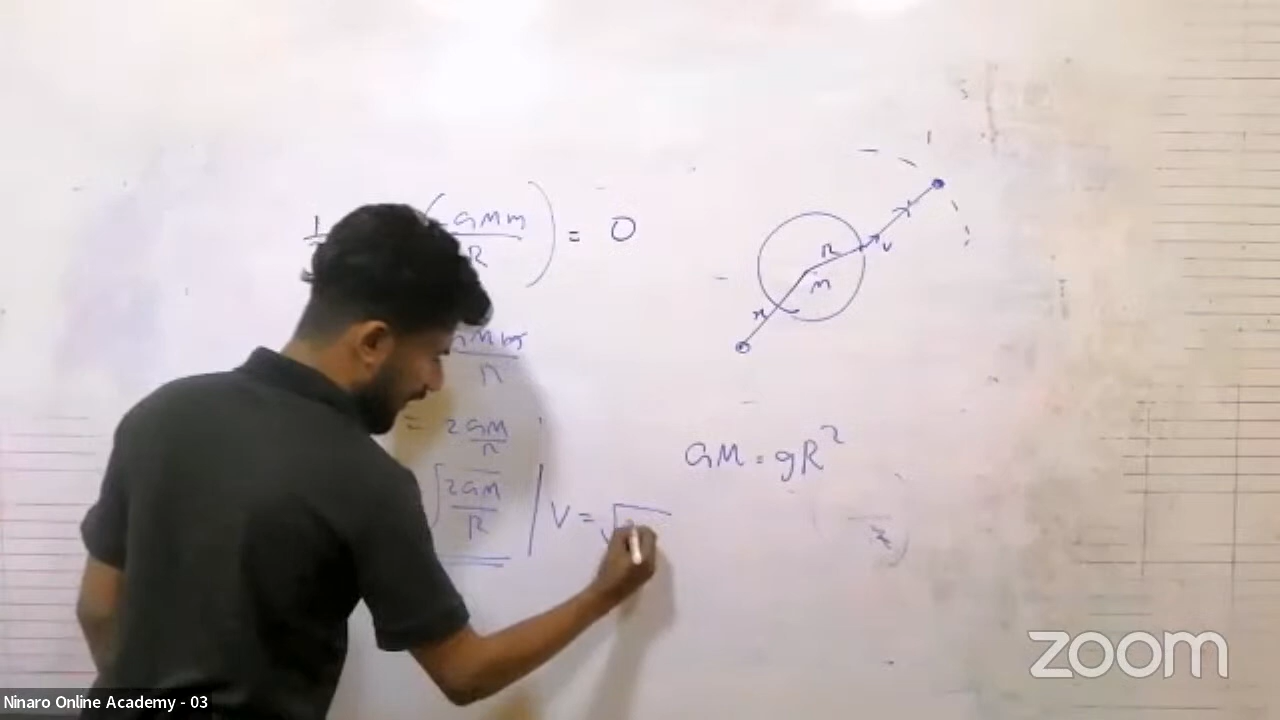 (-GMm/R) = 0
GMm/R
= 2GM/R
√2GM/R | V = √
GM = gR²
R
m
v
x
zoom
Ninaro Online Academy - 03